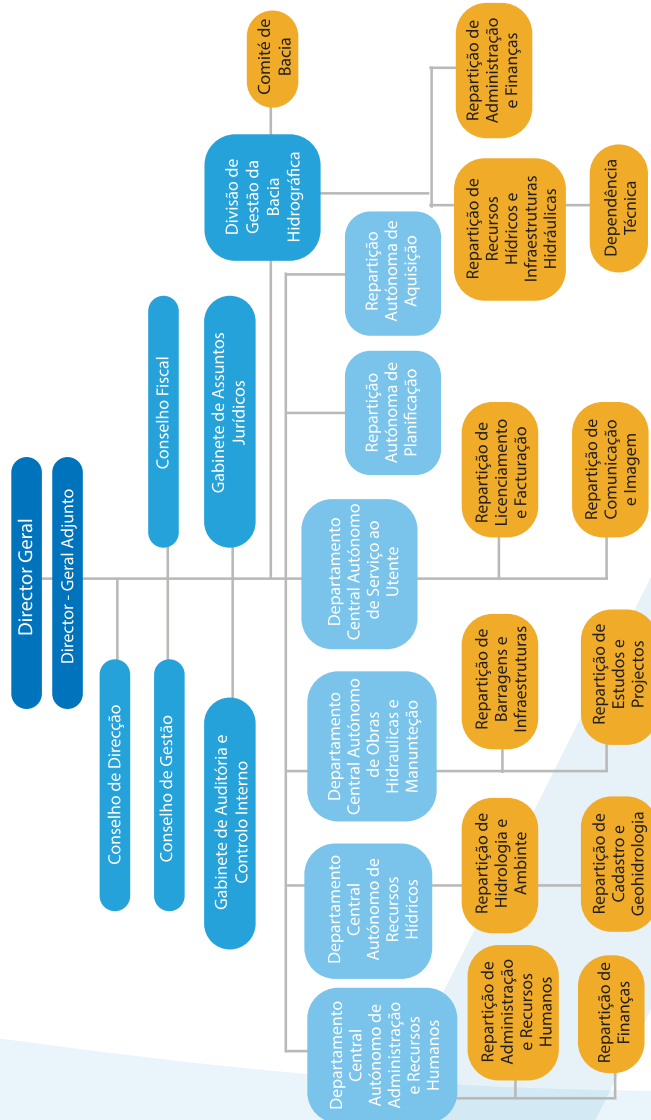 Director Geral
Director - Geral Adjunto
Conselho de Direcção
Conselho Fiscal
Conselho de Gestão
Gabinete de Auditória e
Controlo Interno
Gabinete de Assuntos
Jurídicos
Divisão de
Gestão da
Bacia
Hidrográfica
Comité de
Bacia
Departamento
Central
Autónomo de
Administração
e Recursos
Humanos
Departamento
Central
Autónomo de
Recursos
Hídricos
Departamento
Central Autónomo
de Obras
Hidraulicas e
Manunteção
Departamento
Central Autónomo
de Serviço ao
Utente
Repartição
Autónoma de
Planificação
Repartição
Autónoma de
Aquisição
Repartição de
Administração
e Recursos
Humanos
Repartição de
Finanças
Repartição de
Hidrologia e
Ambinte
Repartição de
Cadastro e
Geohidrologia
Repartição de
Barragens e
Infraestruturas
Repartição de
Estudos e
Projectos
Repartição de
Licenciamento
e Facturação
Repartição de
Comunicação
e Imagem
Repartição de
Recursos
Hídricos e
Infraestruturas
Hidráulicas
Dependência
Técnica
Repartição de
Administração
e Finanças